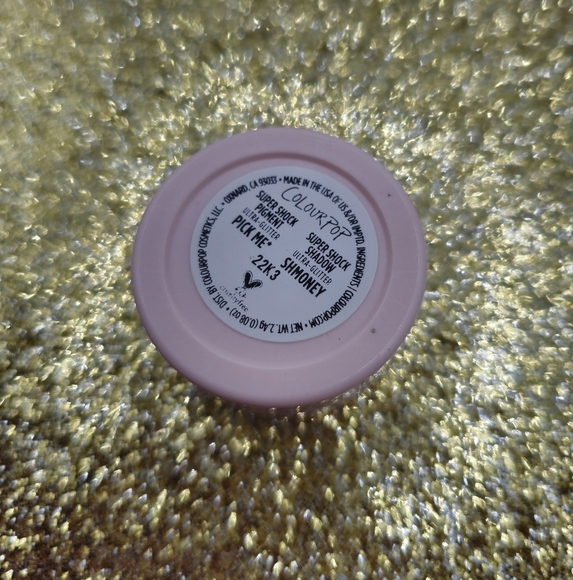 COLOURPOP
SUPER SHOCK
PIGMENT
ULTRA-GLITTER
PICK ME*
SUPER SHOCK
SHADOW
ULTRA-GLITTER
SHMONEY
22K3
crueltyfree
DIST. BY COLOURPOP COSMETICS, LLC. • OXNARD, CA 93033 • MADE IN THE USA OF US &/OR IMPTD. INGREDIENTS | COLOURPOP.COM • NET WT. 2.4g (0.08 oz) •